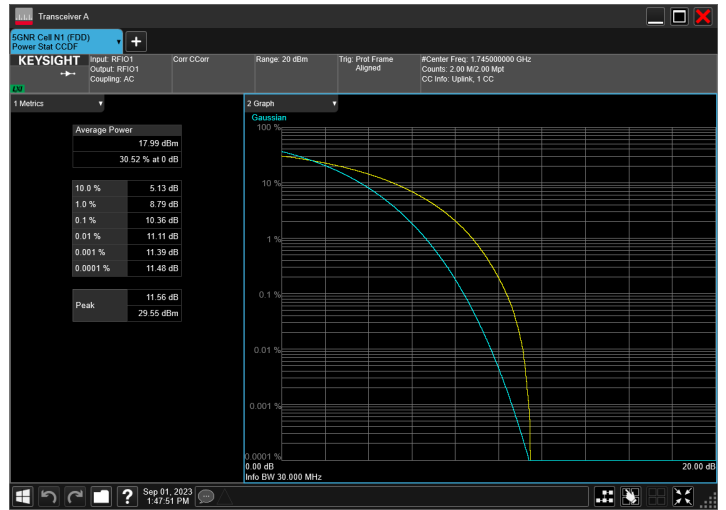 Transceiver A
5GNR Cell N1 (FDD)
Power Stat CCDF
KEYSIGHT
LXI
Input: RFIO1
Output: RFIO1
Coupling: AC
Corr CCorr
Range: 20 dBm
Trig: Prot Frame
Aligned
#Center Freq: 1.745000000 GHz
Counts: 2.00 M/2.00 Mpt
CC Info: Uplink, 1 CC
1 Metrics
Average Power
17.99 dBm
30.52 % at 0 dB
10.0 % 5.13 dB
1.0 % 8.79 dB
0.1 % 10.36 dB
0.01 % 11.11 dB
0.001 % 11.39 dB
0.0001 % 11.48 dB
Peak
11.56 dB
29.55 dBm
2 Graph
Gaussian
100 %
10 %
1 %
0.1 %
0.01 %
0.001 %
0.0001 %
0.00 dB
20.00 dB
Info BW 30.000 MHz
Sep 01, 2023
1:47:51 PM